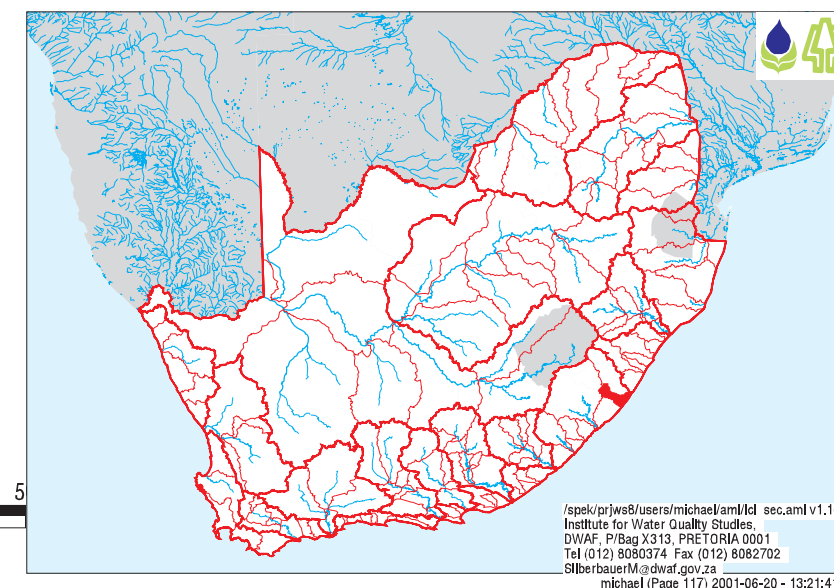 5
/spek/prjws8/users/michael/aml/lcl_sec.aml v1.1
Institute for Water Quality Studies,
DWAF, P/Bag X313, PRETORIA 0001
Tel (012) 8080374 Fax (012) 8082702
SilberbauerM@dwaf.gov.za
michael (Page 117) 2001-06-20 - 13:21:4